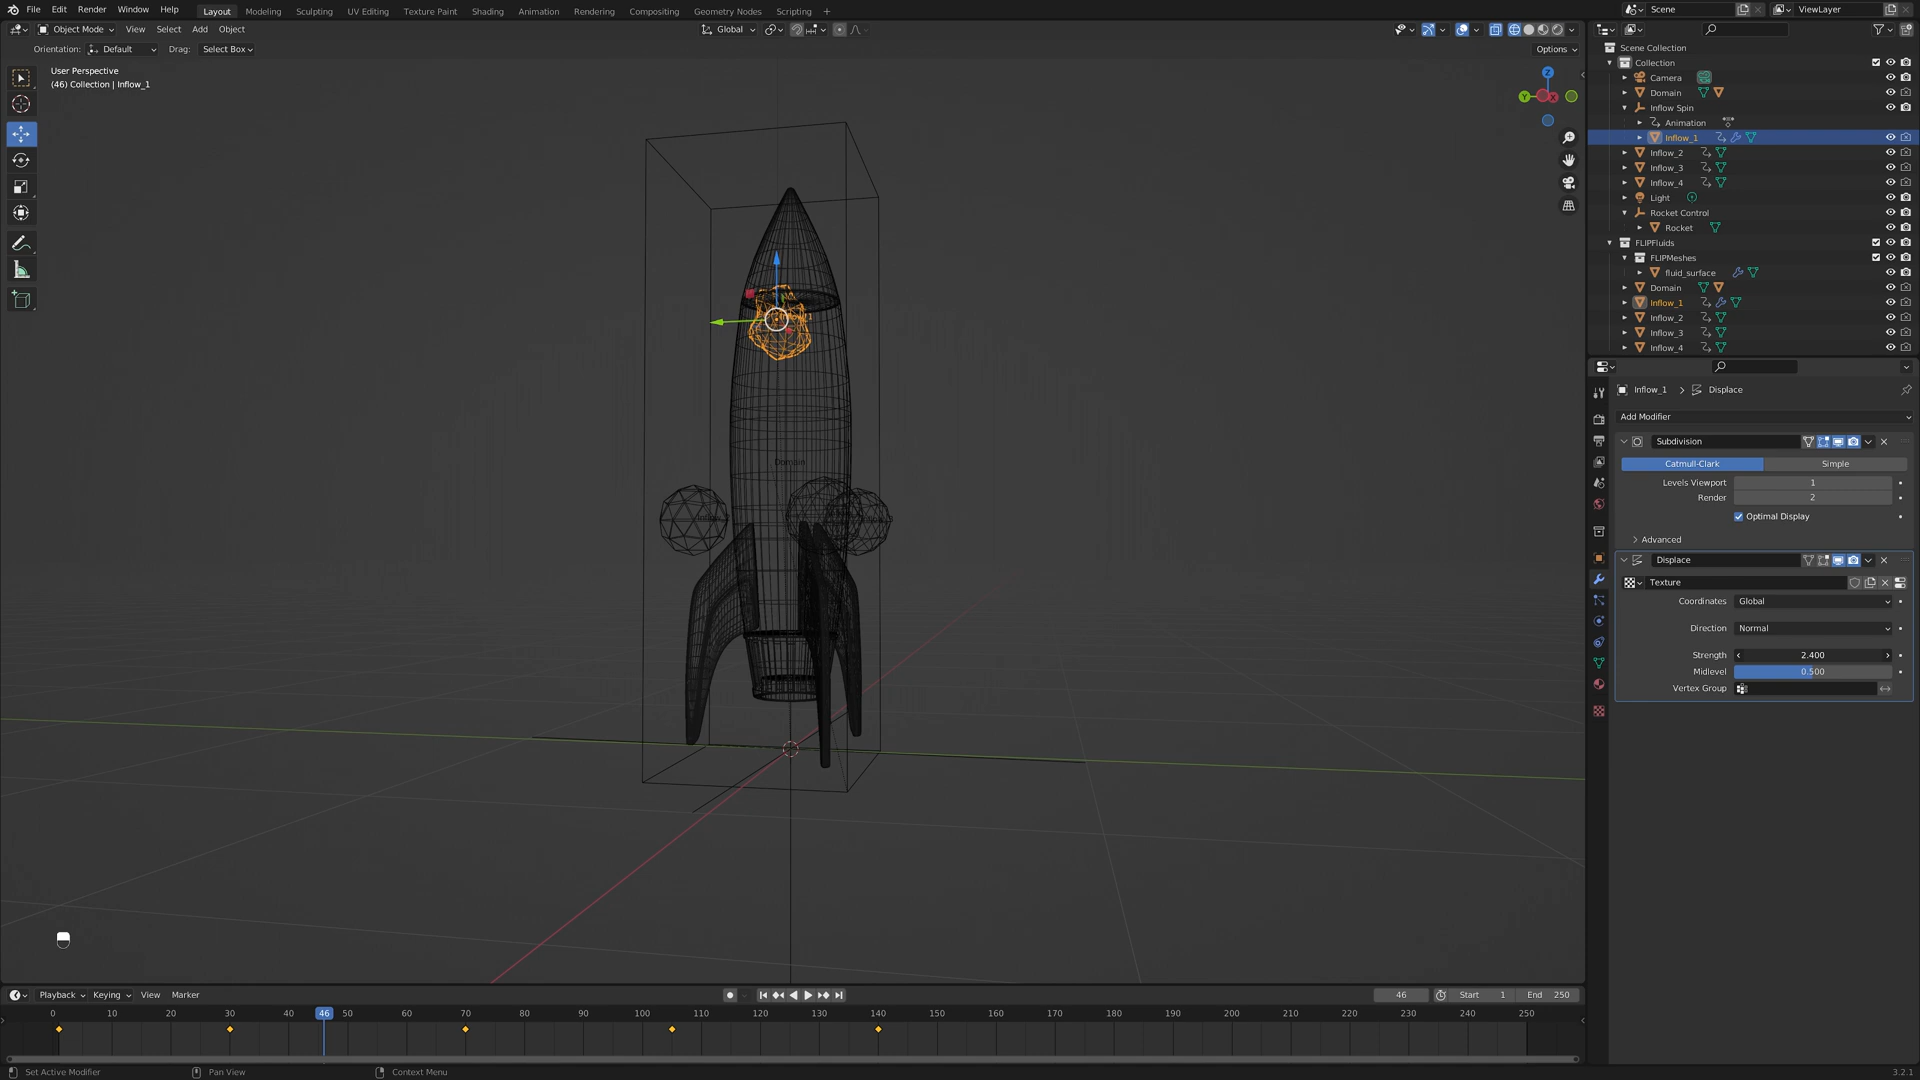 File Edit Render Window Help Layout Modeling Sculpting UV Editing Texture Paint Shading Animation Rendering Compositing Geometry Nodes Scripting + Scene ViewLayer
Object Mode View Select Add Object Global
Orientation: Default Drag: Select Box Options
User Perspective
(46) Collection | Inflow_1
Z
Y
X
Domain
Scene Collection
Collection
Camera
Domain
Inflow Spin
Animation
Inflow_1
Inflow_2
Inflow_3
Inflow_4
Light
Rocket Control
Rocket
FLIPFluids
FLIPMeshes
fluid_surface
Domain
Inflow_1
Inflow_2
Inflow_3
Inflow_4
Inflow_1 > Displace
Add Modifier
Subdivision
Catmull-Clark Simple
Levels Viewport 1
Render 2
Optimal Display
Advanced
Displace
Texture
Coordinates Global
Direction Normal
Strength 2.400
Midlevel 0.500
Vertex Group
Playback Keying View Marker 46 Start 1 End 250
0 10 20 30 40 46 50 60 70 80 90 100 110 120 130 140 150 160 170 180 190 200 210 220 230 240 250
Set Active Modifier Pan View Context Menu 3.2.1